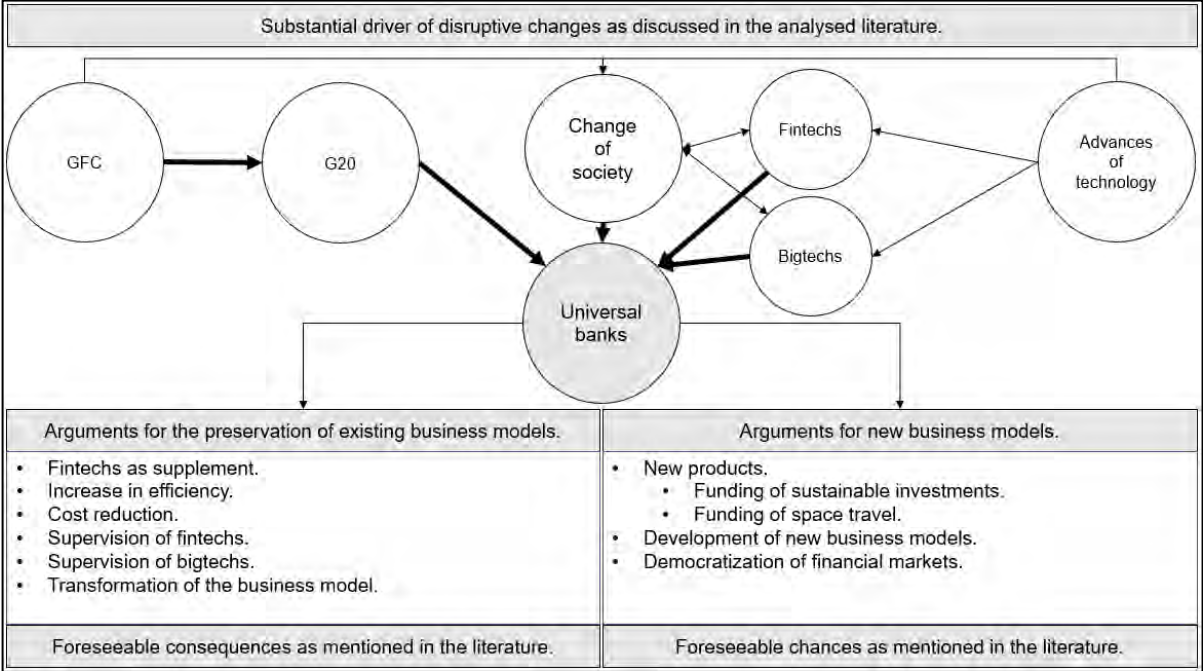 Substantial driver of disruptive changes as discussed in the analysed literature.
GFC
G20
Change
of
society
Fintechs
Bigtechs
Advances
of
technology
Universal
banks
Arguments for the preservation of existing business models.
• Fintechs as supplement.
• Increase in efficiency.
• Cost reduction.
• Supervision of fintechs.
• Supervision of bigtechs.
• Transformation of the business model.
Foreseeable consequences as mentioned in the literature.
Arguments for new business models.
• New products.
• Funding of sustainable investments.
• Funding of space travel.
• Development of new business models.
• Democratization of financial markets.
Foreseeable chances as mentioned in the literature.